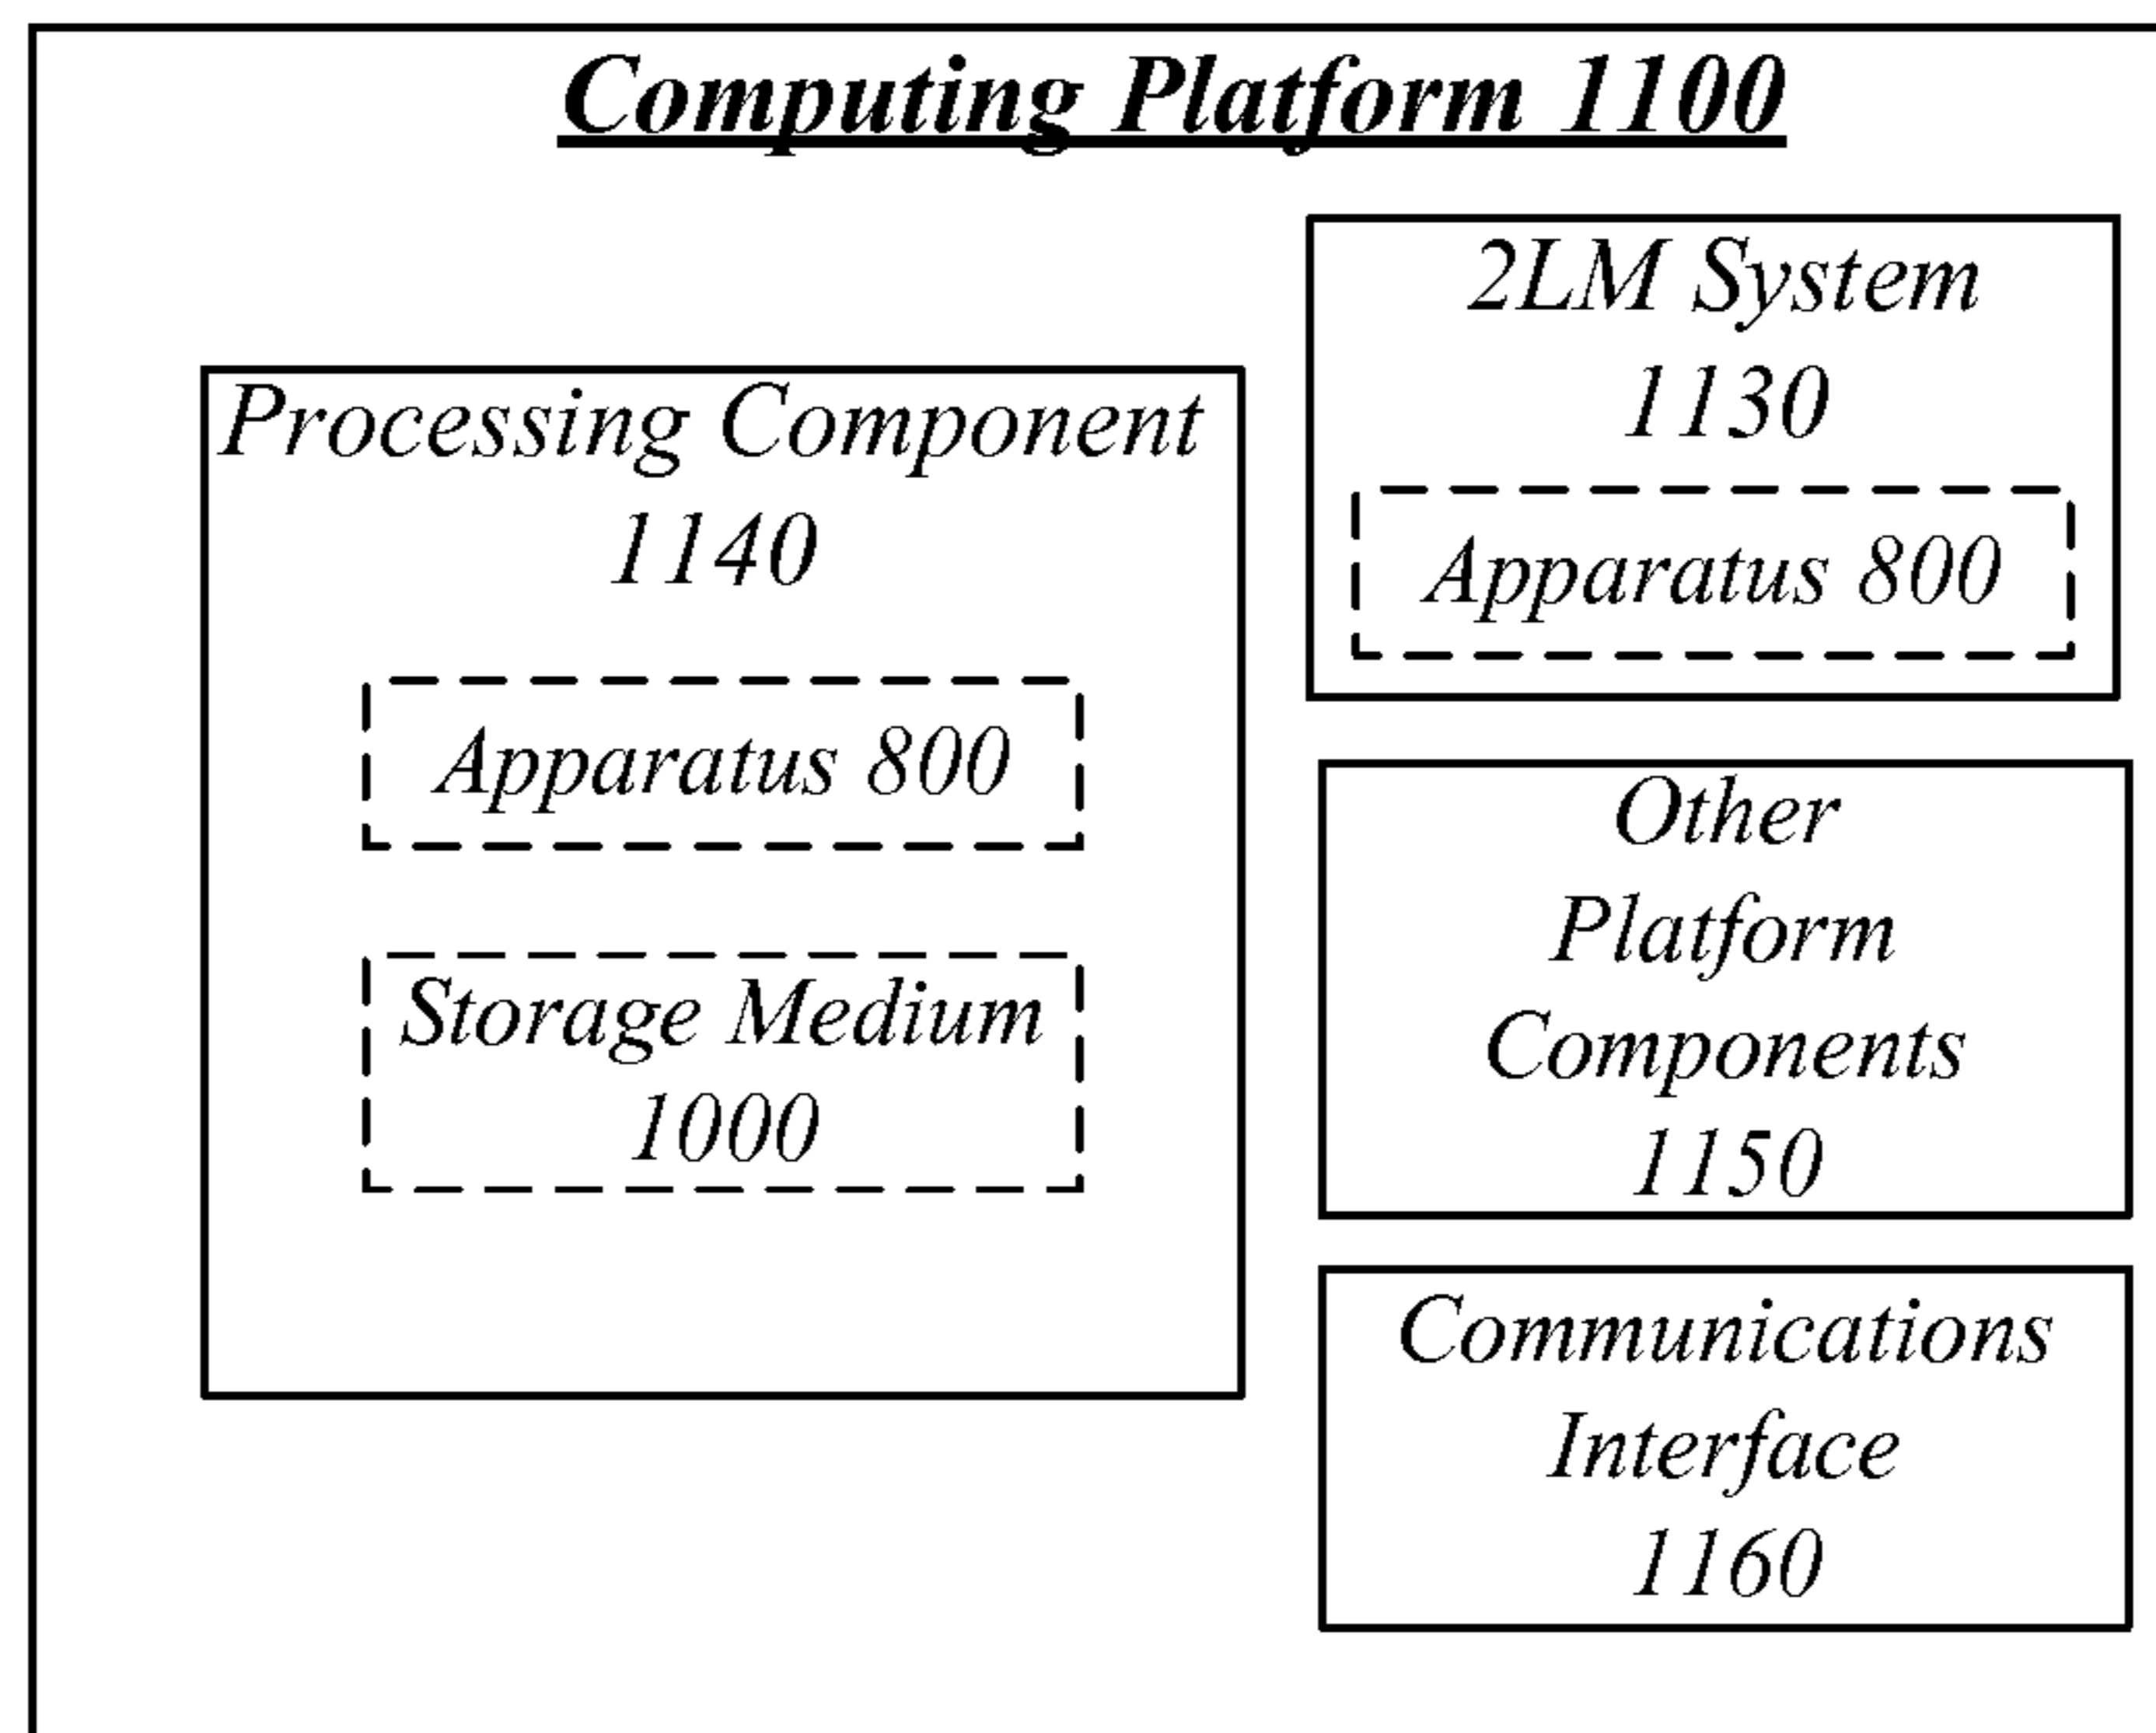 Computing Platform 1100
Processing Component
1140
Apparatus 800
Storage Medium
1000
2LM System
1130
Apparatus 800
Other
Platform
Components
1150
Communications
Interface
1160